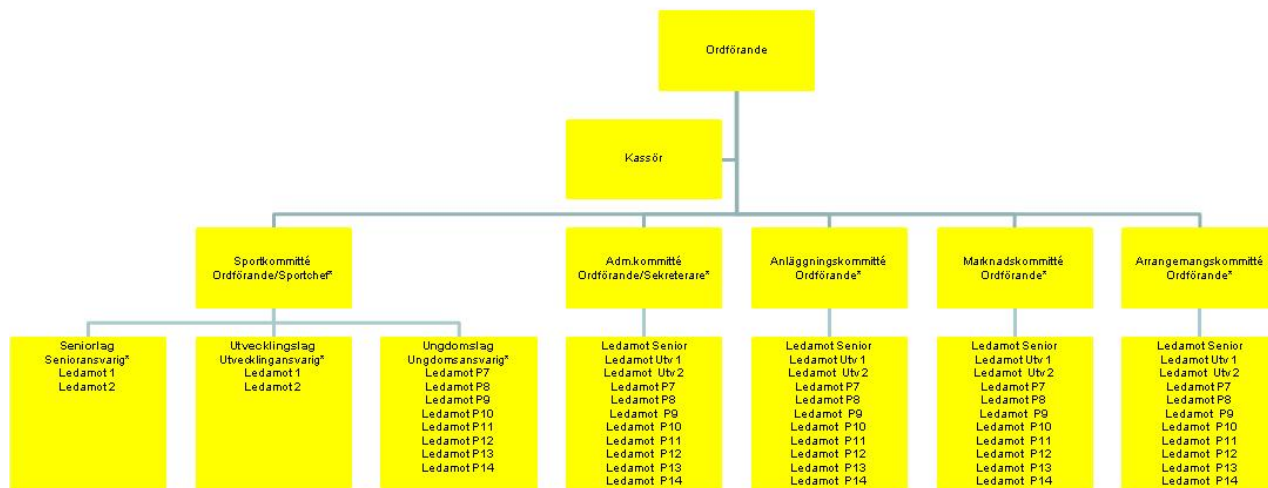 Ordförande
Kassör
Sportkommitté
Ordförande/Sportchef*
Adm.kommitté
Ordförande/Sekreterare*
Anläggningskommitté
Ordförande*
Marknadskommitté
Ordförande*
Arrangemangskommitté
Ordförande*
Seniorlag
Senioransvarig*
Ledamot 1
Ledamot 2
Utvecklingslag
Utvecklingansvarig*
Ledamot 1
Ledamot 2
Ungdomslag
Ungdomsansvarig*
Ledamot P7
Ledamot P8
Ledamot P9
Ledamot P10
Ledamot P11
Ledamot P12
Ledamot P13
Ledamot P14
Ledamot Senior
Ledamot Utv 1
Ledamot Utv 2
Ledamot P7
Ledamot P8
Ledamot P9
Ledamot P10
Ledamot P11
Ledamot P12
Ledamot P13
Ledamot P14
Ledamot Senior
Ledamot Utv 1
Ledamot Utv 2
Ledamot P7
Ledamot P8
Ledamot P9
Ledamot P10
Ledamot P11
Ledamot P12
Ledamot P13
Ledamot P14
Ledamot Senior
Ledamot Utv 1
Ledamot Utv 2
Ledamot P7
Ledamot P8
Ledamot P9
Ledamot P10
Ledamot P11
Ledamot P12
Ledamot P13
Ledamot P14
Ledamot Senior
Ledamot Utv 1
Ledamot Utv 2
Ledamot P7
Ledamot P8
Ledamot P9
Ledamot P10
Ledamot P11
Ledamot P12
Ledamot P13
Ledamot P14